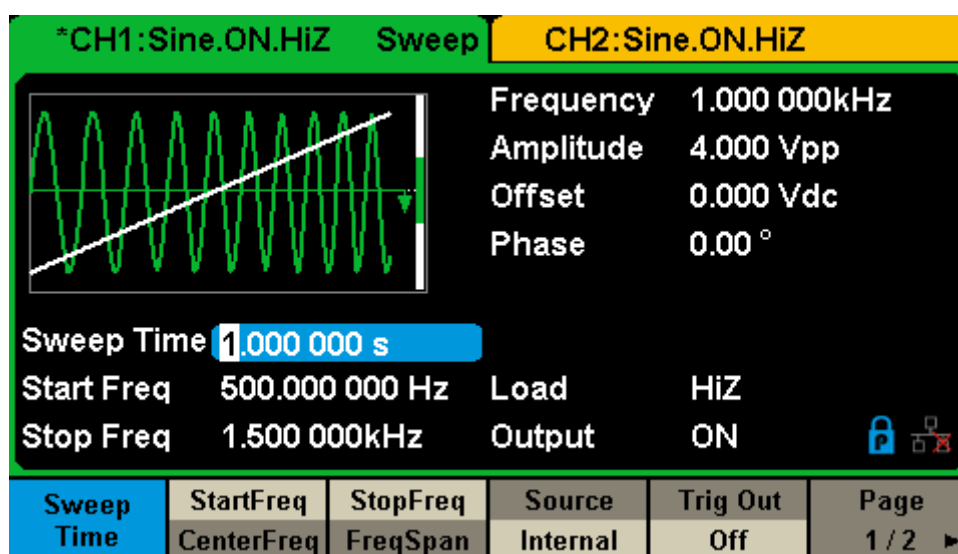 *CH1:Sine.ON.HiZ Sweep CH2:Sine.ON.HiZ
Frequency 1.000 000kHz
Amplitude 4.000 Vpp
Offset 0.000 Vdc
Phase 0.00 °
Sweep Time 1.000 000 s
Start Freq 500.000 000 Hz Load HiZ
Stop Freq 1.500 000kHz Output ON P
Sweep Time StartFreq StopFreq Source Trig Out Page
CenterFreq FreqSpan Internal Off 1/2 ►